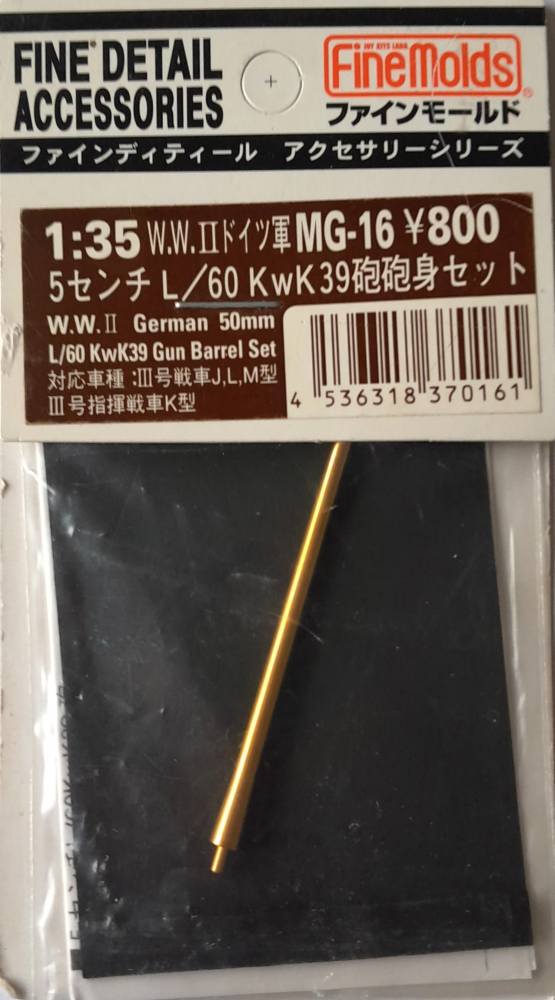 FINE DETAIL
ACCESSORIES
JOY KITS LABO
FineMolds®
ファインモールド
ファインディティール アクセサリーシリーズ
1:35 W.W.IIドイツ軍 MG-16 ¥800
5センチ L/60 KwK39砲砲身セット
W.W.II German 50mm
L/60 KwK39 Gun Barrel Set
対応車種:III号戦車J,L,M型
III号指揮戦車K型
4 536318 370161